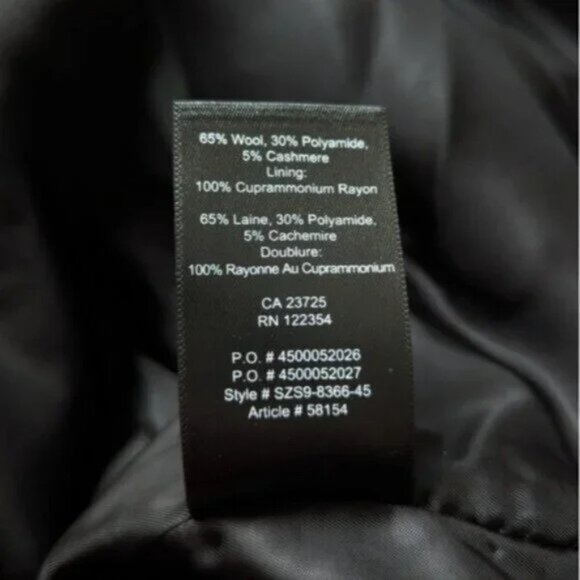 65% Wool, 30% Polyamide,
5% Cashmere
Lining:
100% Cuprammonium Rayon
65% Laine, 30% Polyamide,
5% Cachemire
Doublure:
100% Rayonne Au Cuprammonium
CA 23725
RN 122354
P.O. # 4500052026
P.O. # 4500052027
Style # SZS9-8366-45
Article # 58154